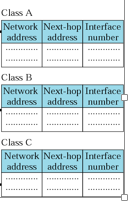 Class A
Network Next-hop Interface
address address number
Class B
Network Next-hop Interface
address address number
Class C
Network Next-hop Interface
address address number